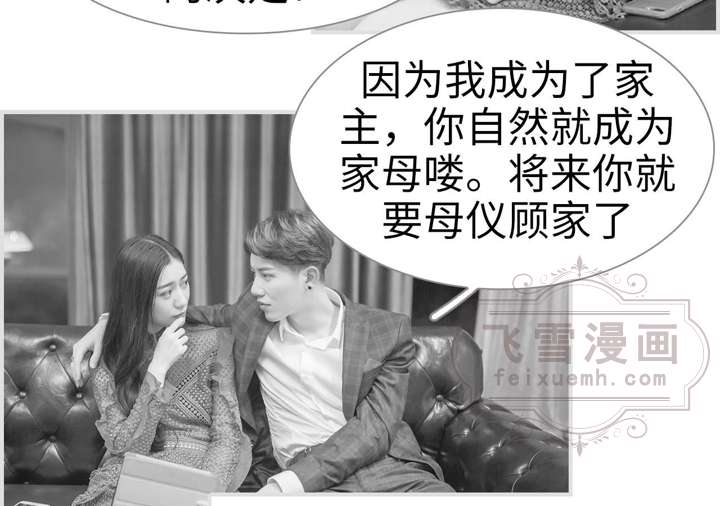 因为我成为了家
主，你自然就成为
家母喽。将来你就
要母仪顾家了
飞雪漫画
feixuemh.com